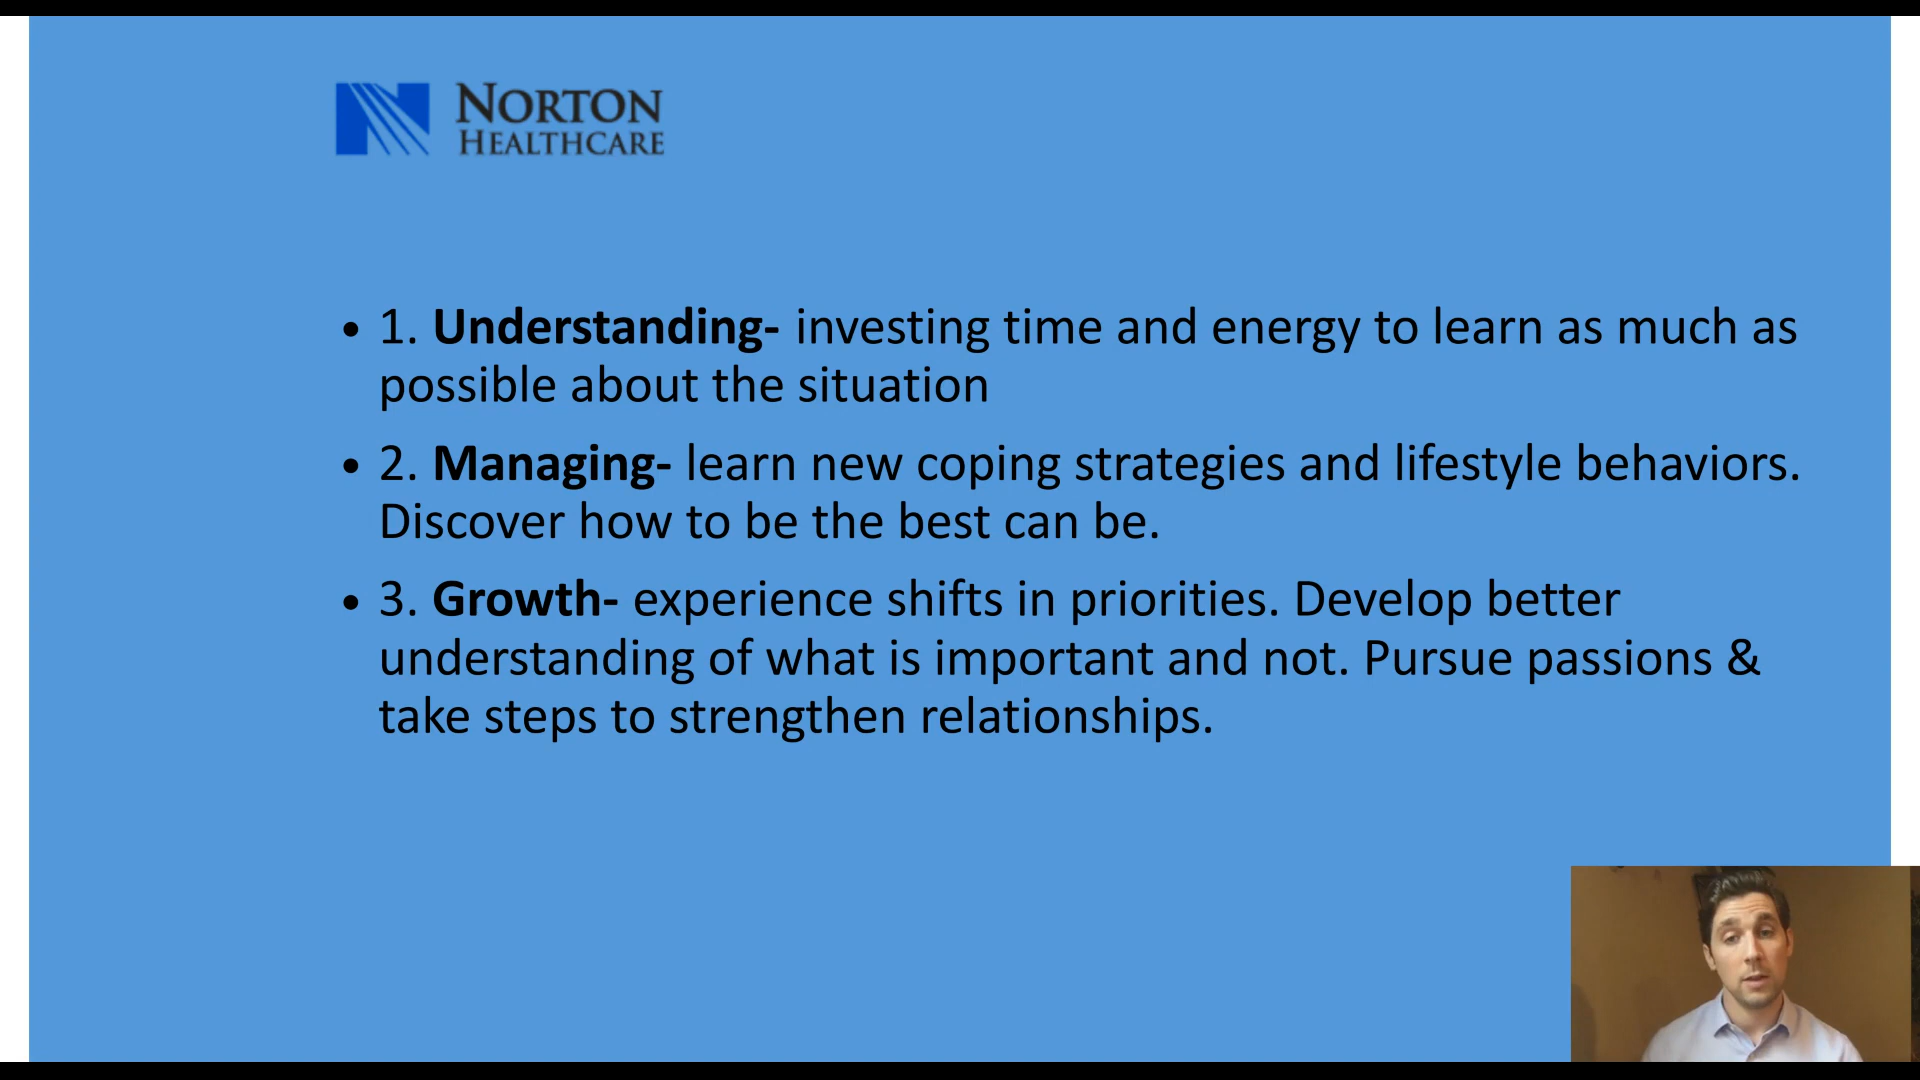 NORTON
HEALTHCARE
• 1. Understanding- investing time and energy to learn as much as
possible about the situation
• 2. Managing- learn new coping strategies and lifestyle behaviors.
Discover how to be the best can be.
• 3. Growth- experience shifts in priorities. Develop better
understanding of what is important and not. Pursue passions &
take steps to strengthen relationships.